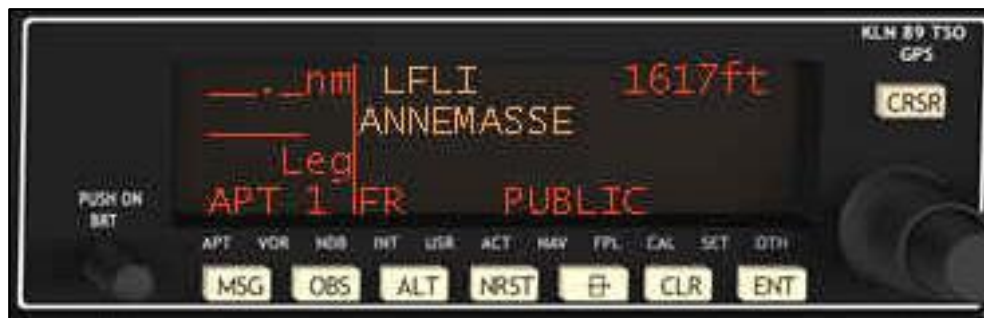 KLN 89 TSO
GPS
__._nm LFLI 1617ft
ANNEMASSE
CRSR
Leg
PUSH ON
BRT
APT 1 FR PUBLIC
APT VOR NDB INT USR ACT NAV FPL CAL SET OTH
MSG OBS ALT NRST CLR ENT